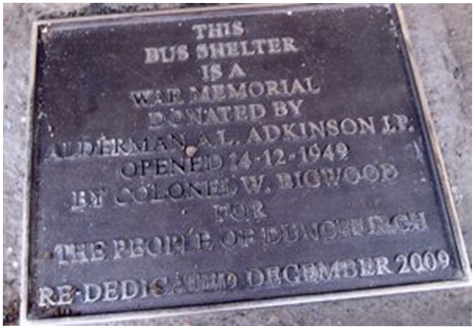 THIS
BUS SHELTER
IS A
WAR MEMORIAL
DONATED BY
ALDERMAN A.L. ADKINSON J.P.
OPENED 14-12-1949
BY COLONEL W. BIGWOOD
FOR
THE PEOPLE OF DUNCHURCH
RE-DEDICATED DECEMBER 2009